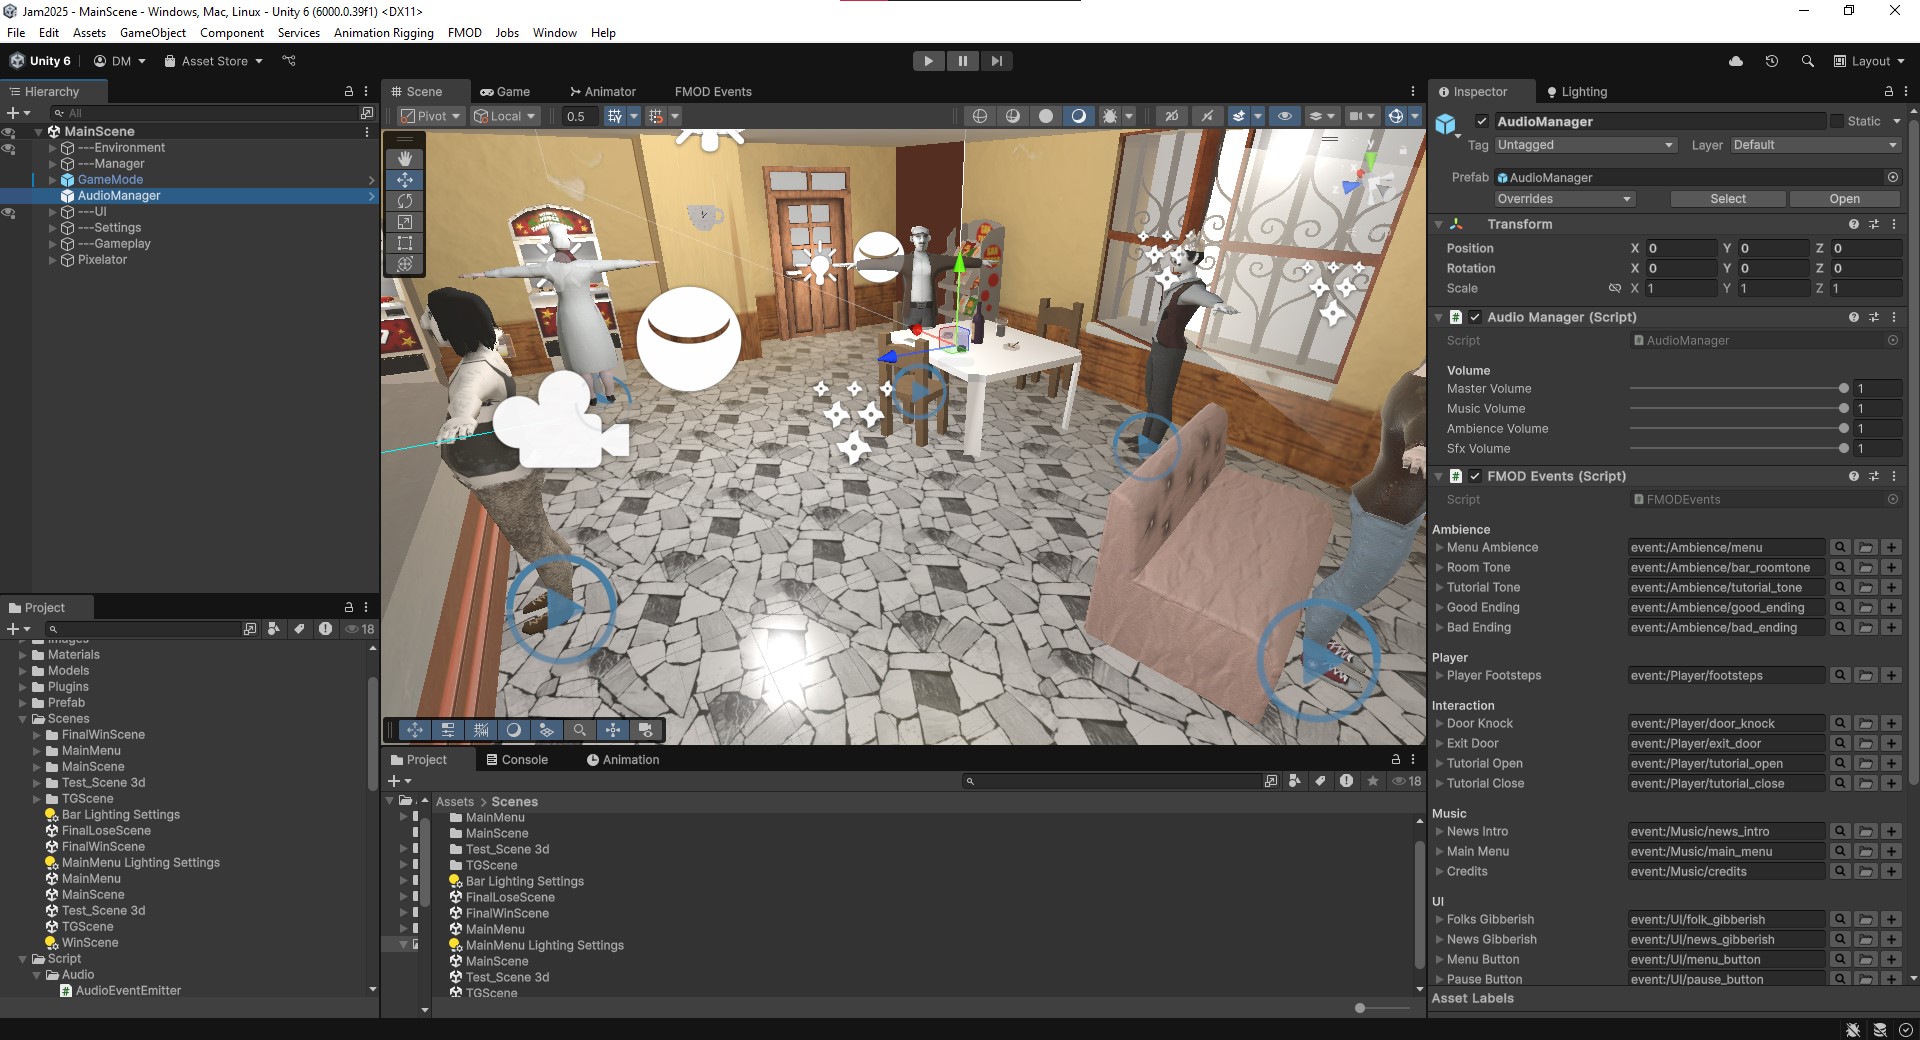 Jam2025 - MainScene - Windows, Mac, Linux - Unity 6 (6000.0.39f1) <DX11>
File Edit Assets GameObject Component Services Animation Rigging FMOD Jobs Window Help
Unity 6 DM Asset Store Layout
Hierarchy
All
MainScene
---Environment
---Manager
GameMode
AudioManager
---UI
---Settings
---Gameplay
Pixelator
Scene Game Animator FMOD Events
Pivot Local 0.5 2D
Project
18
Images
Materials
Models
Plugins
Prefab
Scenes
FinalWinScene
MainMenu
MainScene
Test_Scene 3d
TGScene
Bar Lighting Settings
FinalLoseScene
FinalWinScene
MainMenu Lighting Settings
MainMenu
MainScene
Test_Scene 3d
TGScene
WinScene
Script
Audio
AudioEventEmitter
Project Console Animation
18
Assets > Scenes
MainMenu
MainScene
Test_Scene 3d
TGScene
Bar Lighting Settings
FinalLoseScene
FinalWinScene
MainMenu
MainMenu Lighting Settings
MainScene
Test_Scene 3d
TGScene
Inspector Lighting
AudioManager Static
Tag Untagged Layer Default
Prefab AudioManager
Overrides Select Open
Transform
Position X 0 Y 0 Z 0
Rotation X 0 Y 0 Z 0
Scale X 1 Y 1 Z 1
Audio Manager (Script)
Script AudioManager
Volume
Master Volume 1
Music Volume 1
Ambience Volume 1
Sfx Volume 1
FMOD Events (Script)
Script FMODEvents
Ambience
Menu Ambience event:/Ambience/menu
Room Tone event:/Ambience/bar_roomtone
Tutorial Tone event:/Ambience/tutorial_tone
Good Ending event:/Ambience/good_ending
Bad Ending event:/Ambience/bad_ending
Player
Player Footsteps event:/Player/footsteps
Interaction
Door Knock event:/Player/door_knock
Exit Door event:/Player/exit_door
Tutorial Open event:/Player/tutorial_open
Tutorial Close event:/Player/tutorial_close
Music
News Intro event:/Music/news_intro
Main Menu event:/Music/main_menu
Credits event:/Music/credits
UI
Folks Gibberish event:/UI/folk_gibberish
News Gibberish event:/UI/news_gibberish
Menu Button event:/UI/menu_button
Pause Button event:/UI/pause_button
Asset Labels